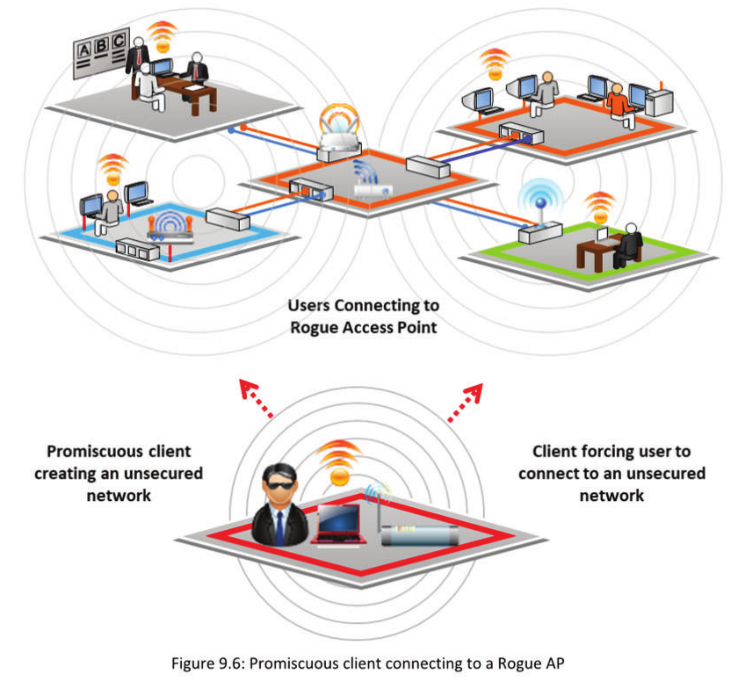 A B C
Users Connecting to
Rogue Access Point
Promiscuous client
creating an unsecured
network
Client forcing user to
connect to an unsecured
network
Figure 9.6: Promiscuous client connecting to a Rogue AP